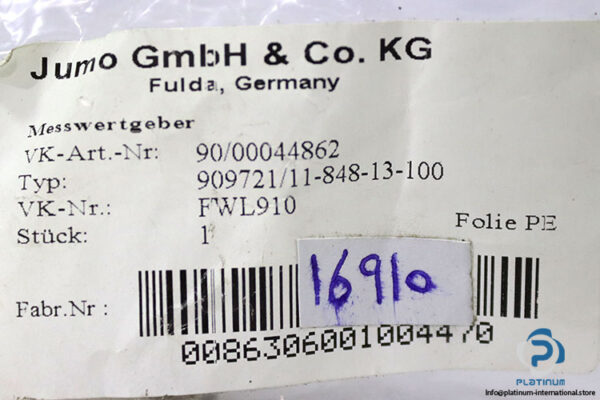 Jumo GmbH & Co. KG
Fulda, Germany
Messwertgeber
VK-Art.-Nr: 90/00044862
Typ: 909721/11-848-13-100
VK-Nr.: FWL910
Stück: 1
Folie PE
16910
Fabr.Nr :
0086306001004470
PLATINUM
Info@platinum-international.store